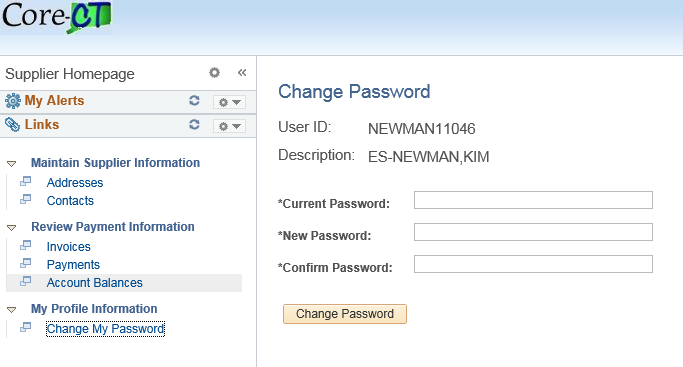 Core-CT
Supplier Homepage
My Alerts
Links
Maintain Supplier Information
Addresses
Contacts
Review Payment Information
Invoices
Payments
Account Balances
My Profile Information
Change My Password
Change Password
User ID: NEWMAN11046
Description: ES-NEWMAN,KIM
*Current Password:
*New Password:
*Confirm Password:
Change Password